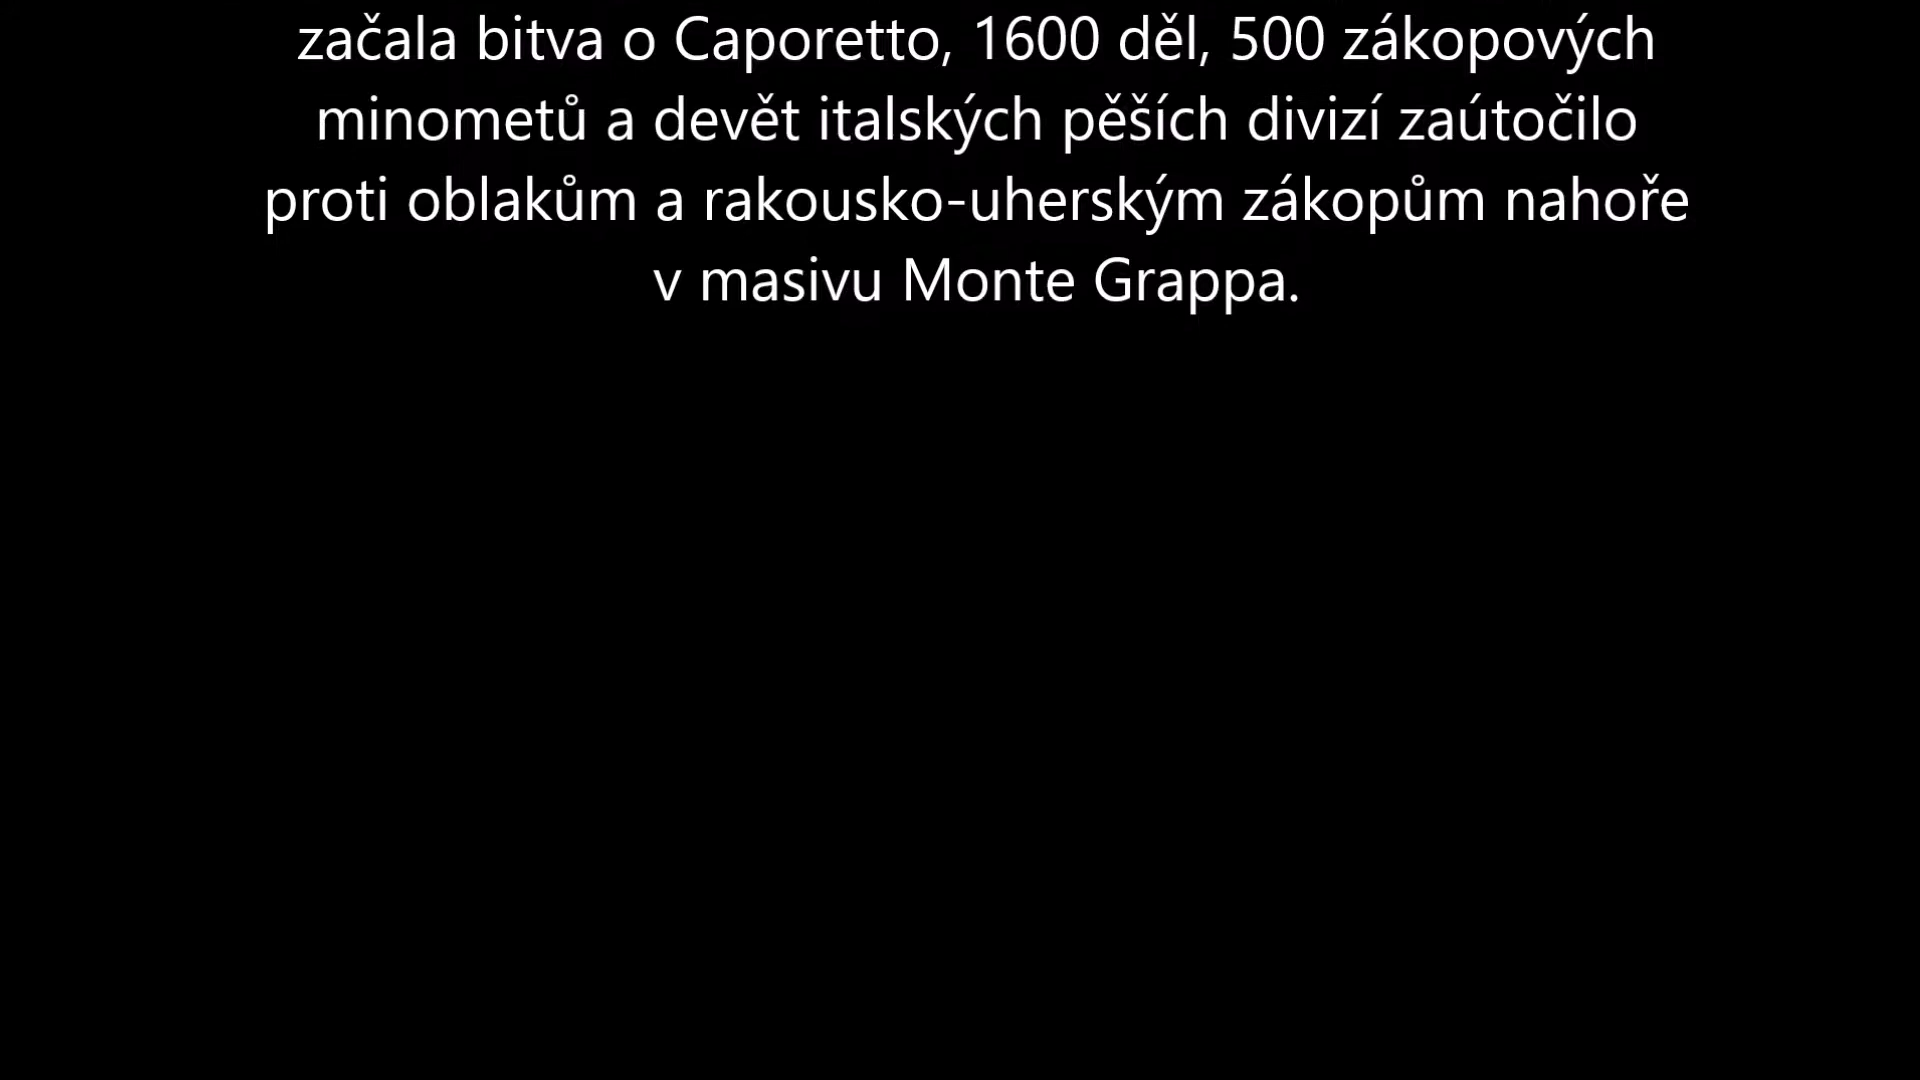 začala bitva o Caporetto, 1600 děl, 500 zákopových
minometů a devět italských pěších divizí zaútočilo
proti oblakům a rakousko-uherským zákopům nahoře
v masivu Monte Grappa.